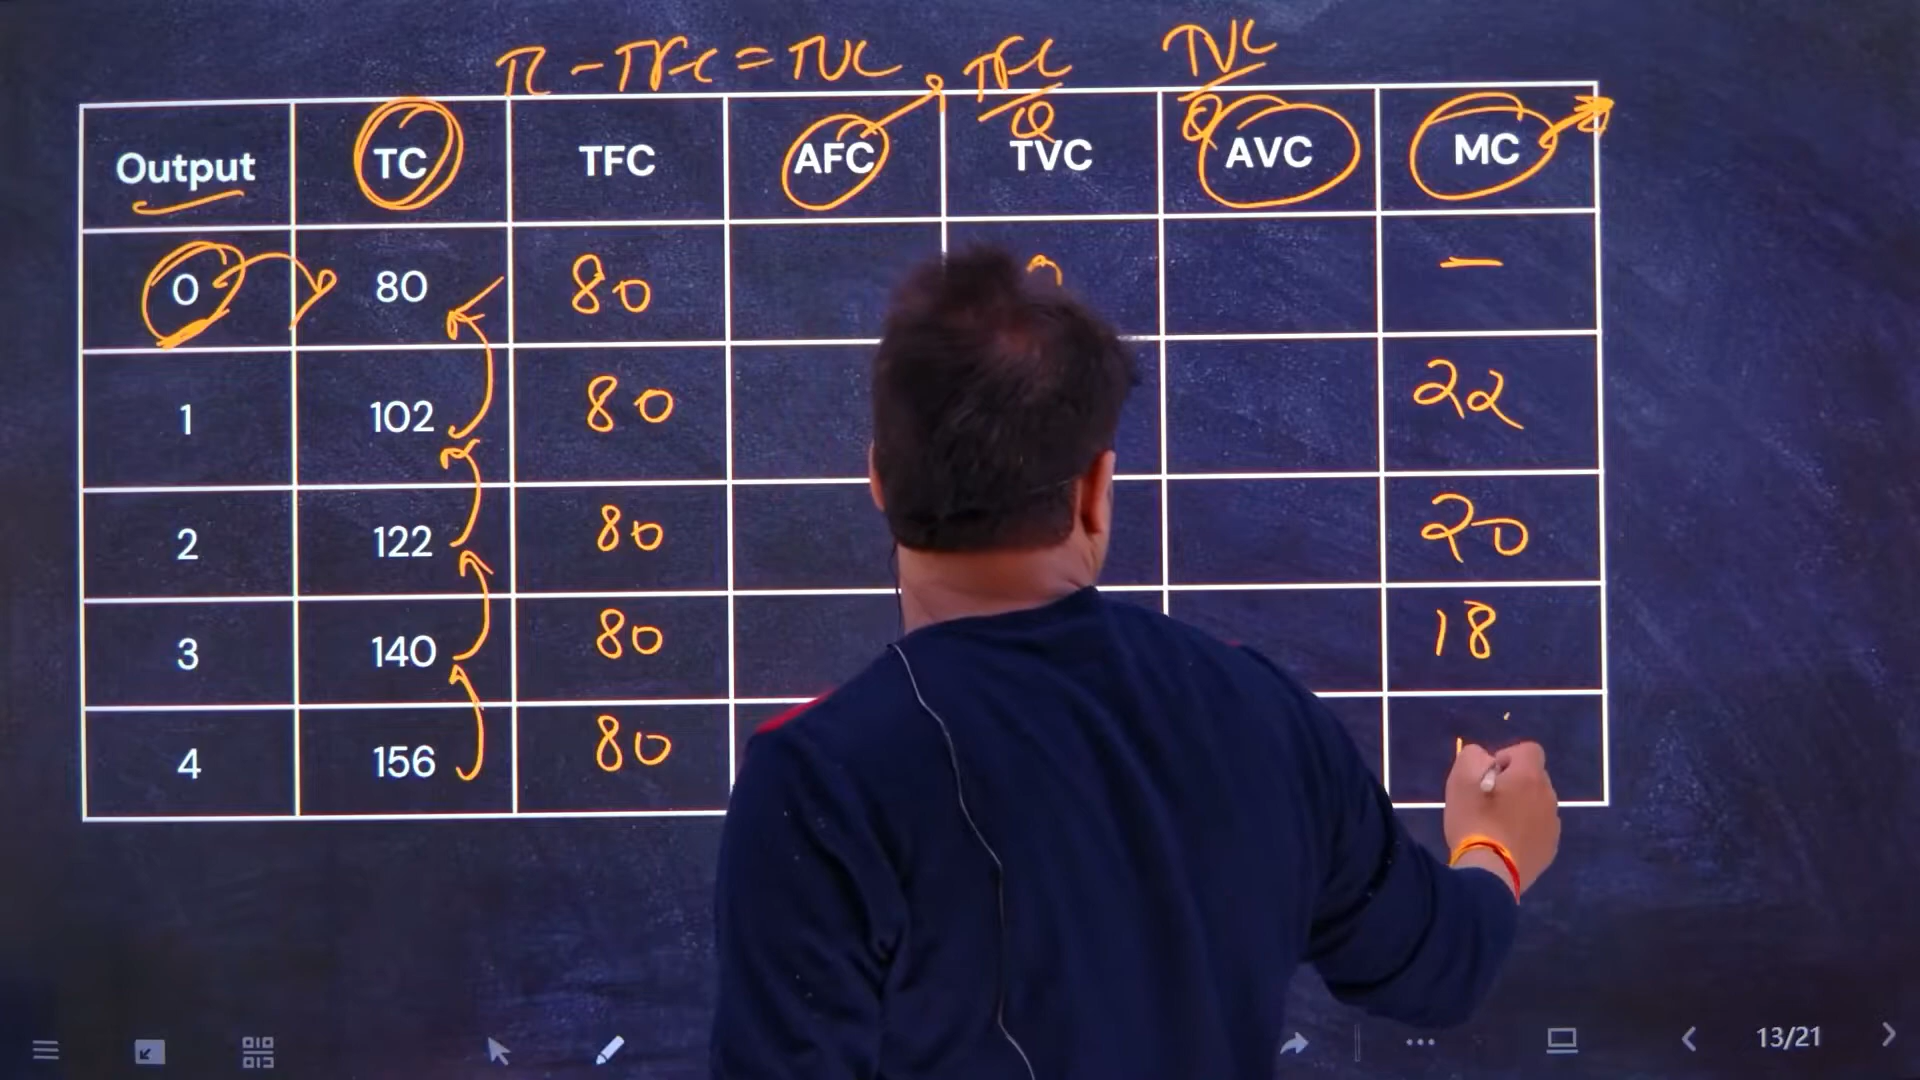 TC - TFC = TVC TFC/Q TVC/Q
Output TC TFC AFC TVC AVC MC
0 80 80 —
1 102 80 22
2 122 80 20
3 140 80 18
4 156 80
13/21